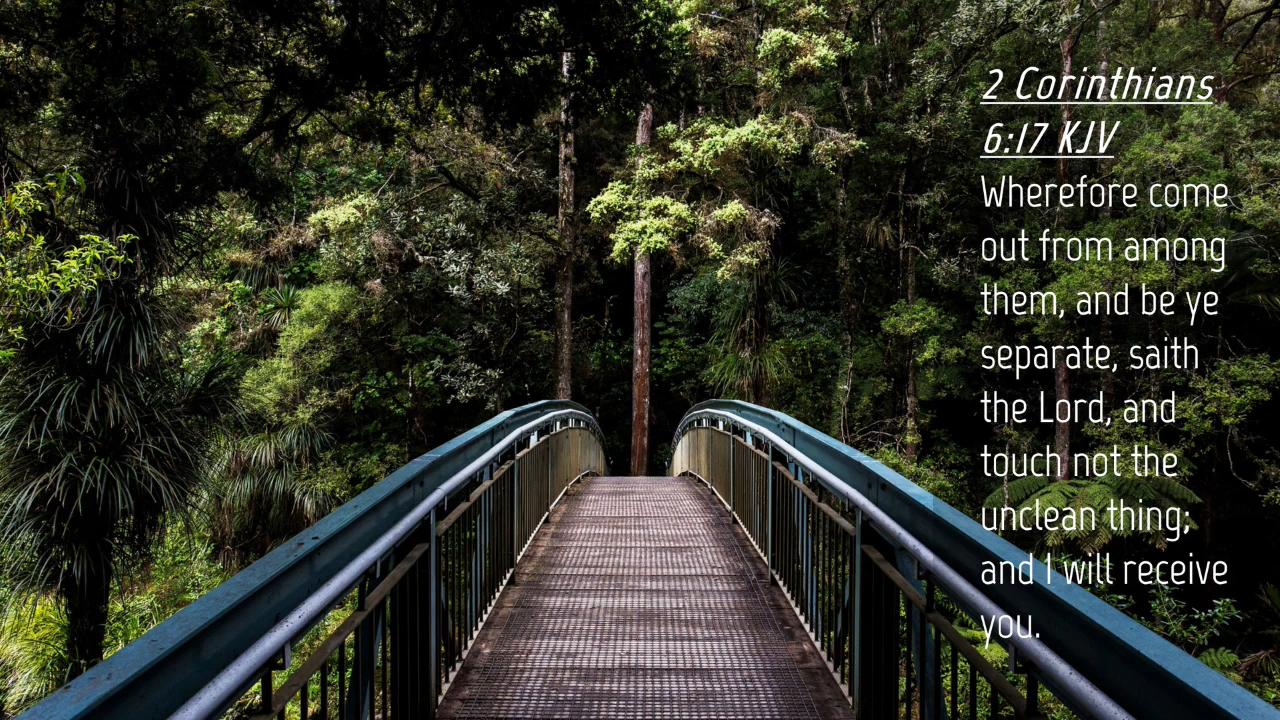 2 Corinthians
6:17 KJV
Wherefore come
out from among
them, and be ye
separate, saith
the Lord, and
touch not the
unclean thing;
and I will receive
you.